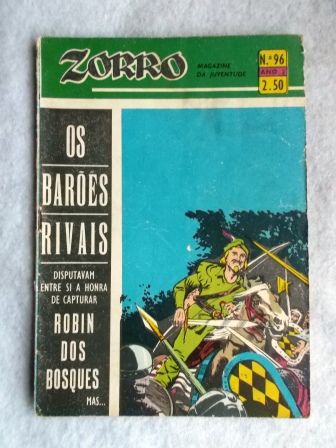 ZORRO
MAGAZINE
DA JUVENTUDE
N.º 96
ANO 2
2.50
OS
BARÕES
RIVAIS
DISPUTAVAM
ENTRE SI A HONRA
DE CAPTURAR
ROBIN
DOS
BOSQUES
MAS...